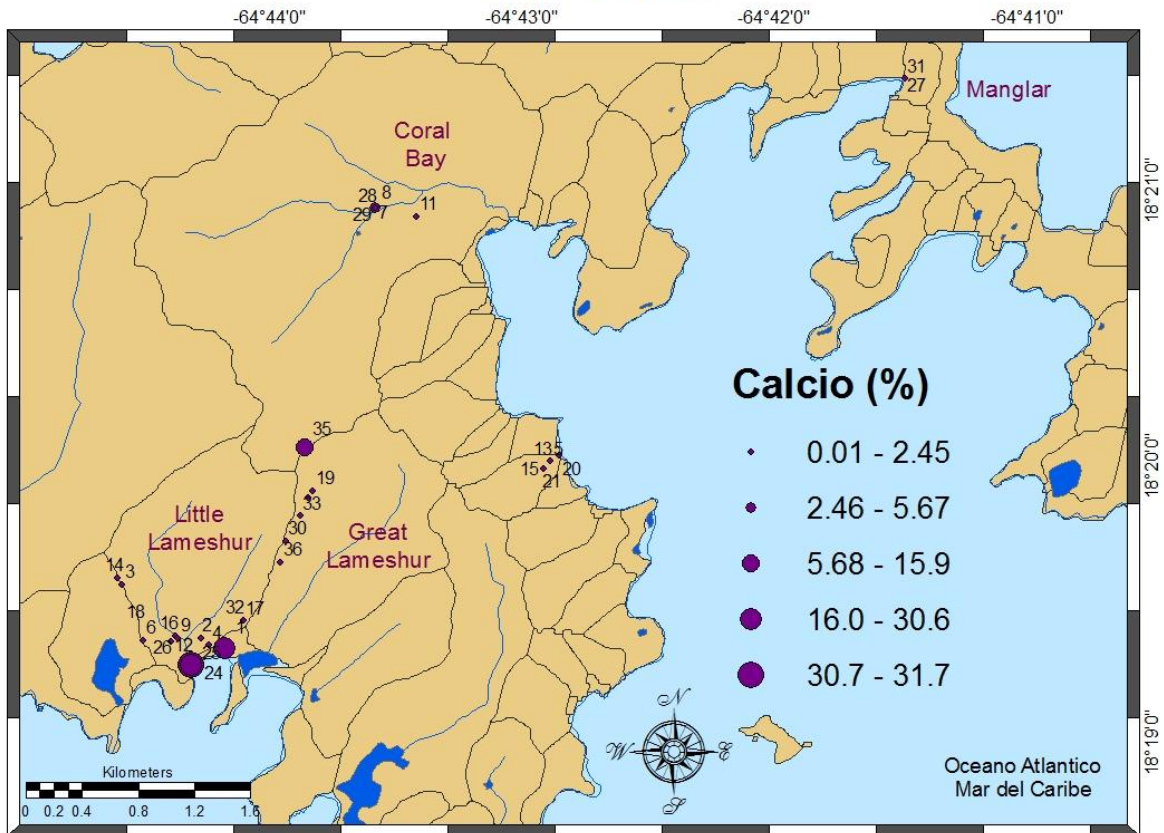 -64°44'0" -64°43'0" -64°42'0" -64°41'0"
31
27
Manglar
Coral
Bay
18°21'0"
28 8
29 7
11
Calcio (%)
0.01 - 2.45
2.46 - 5.67
5.68 - 15.9
16.0 - 30.6
30.7 - 31.7
35
13 5
15 20
21
18°20'0"
19
33
Little
Lameshur
Great
Lameshur
30
36
14 3
18
32 17
6 16 9 2 1
26 12 4
24
18°19'0"
N
W E
S
Kilometers
0 0.2 0.4 0.8 1.2 1.6
Oceano Atlantico
Mar del Caribe